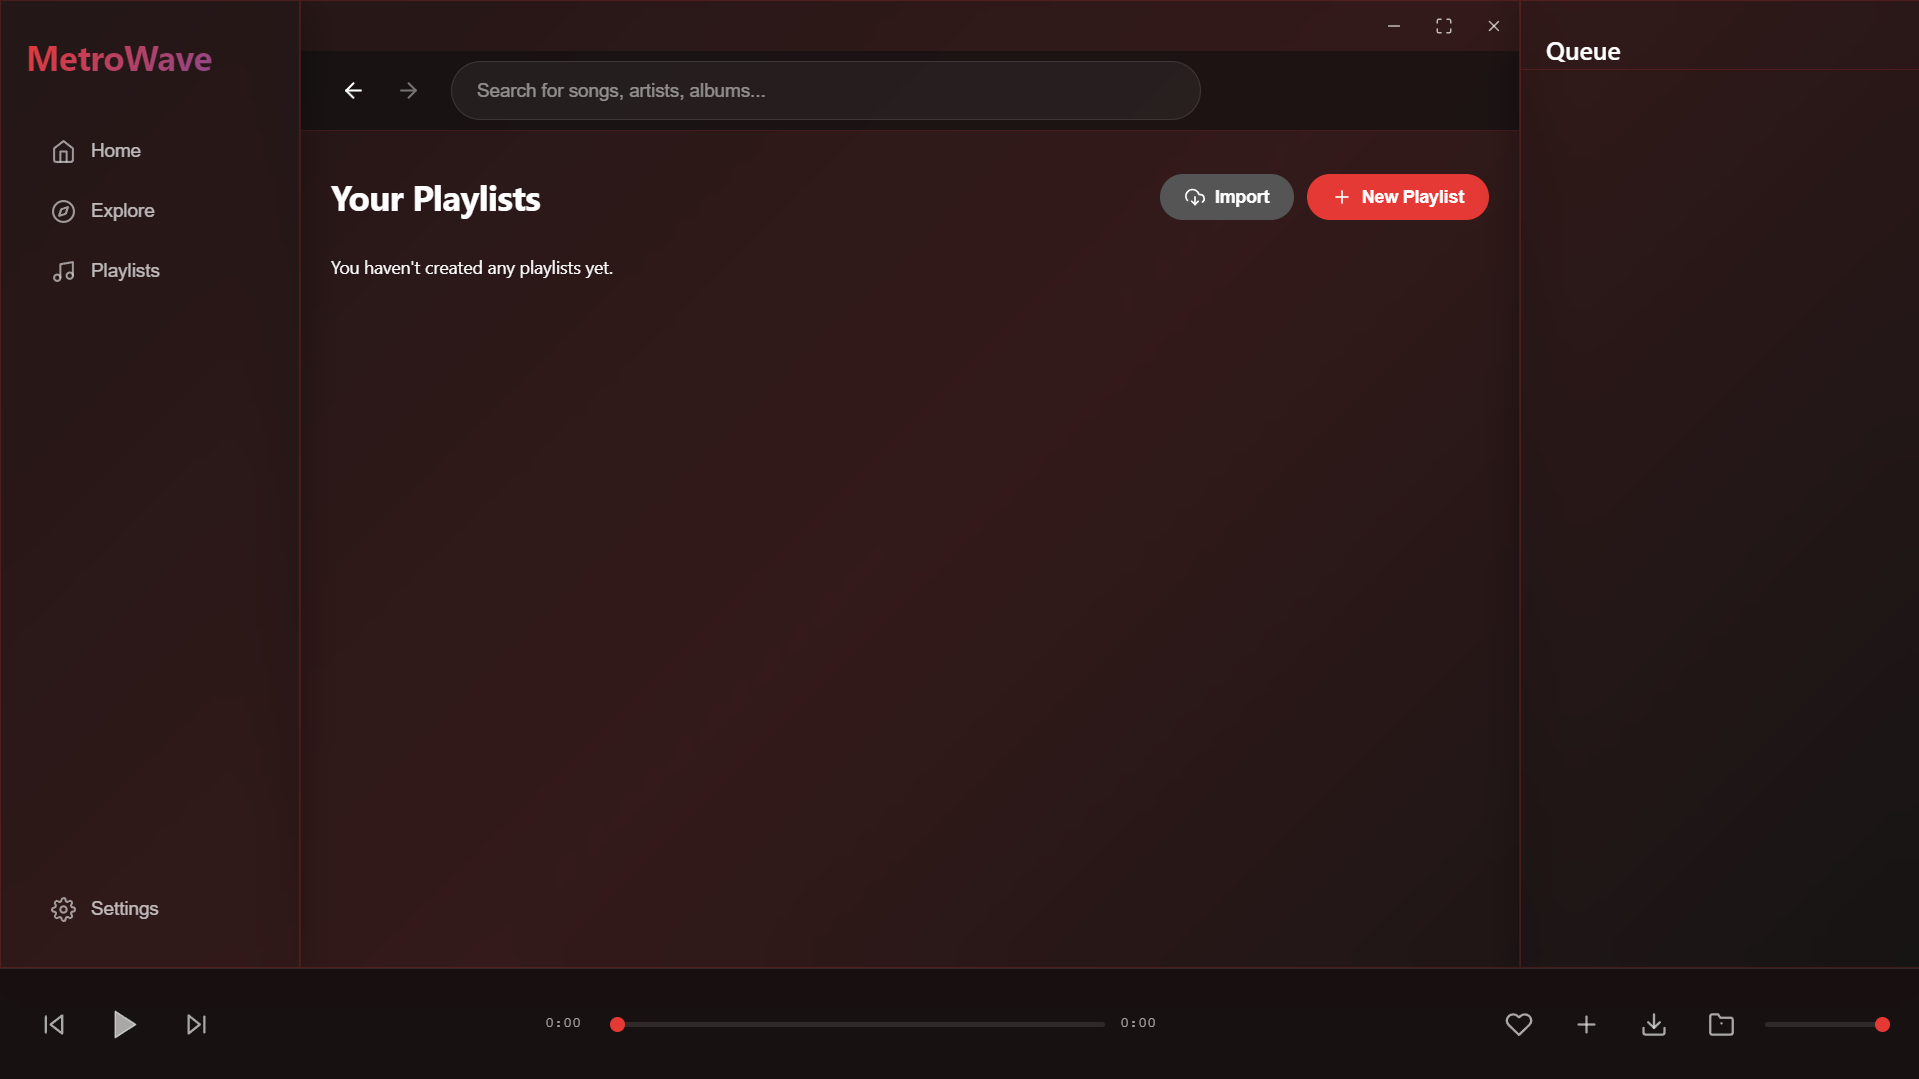 MetroWave
Home
Explore
Playlists
Settings
Search for songs, artists, albums...
Your Playlists
Import
New Playlist
You haven't created any playlists yet.
Queue
0:00
0:00